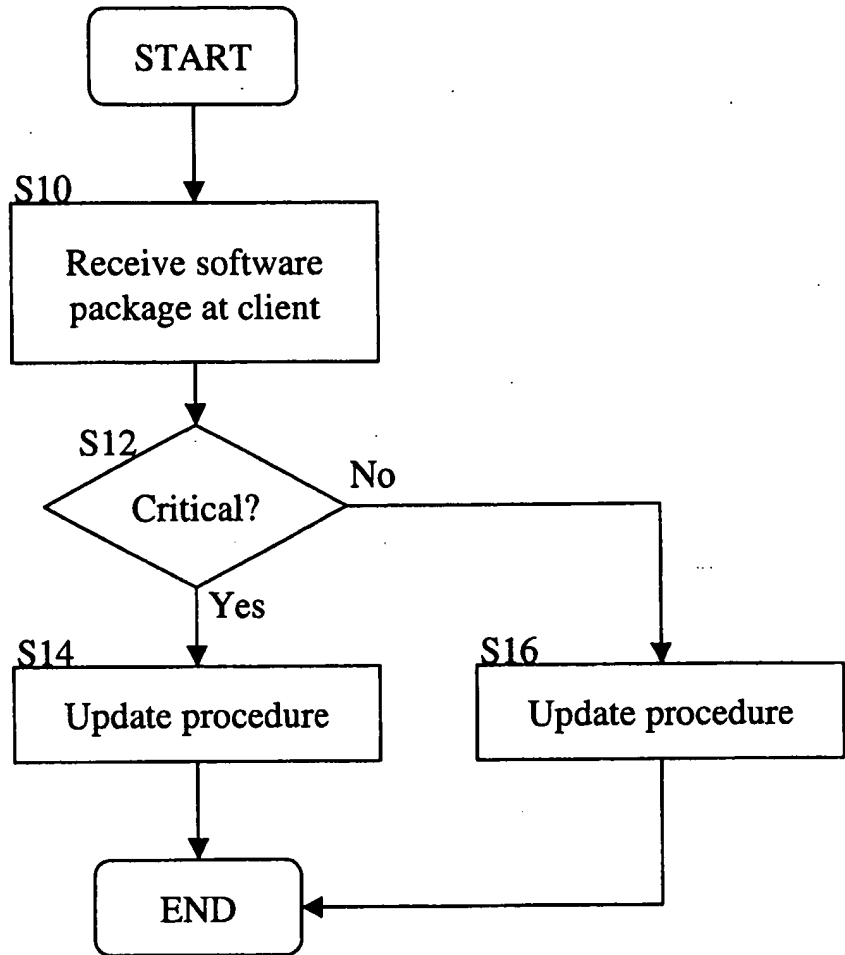 START
S10
Receive software
package at client
S12
No
Critical?
Yes
S14
S16
Update procedure
Update procedure
END